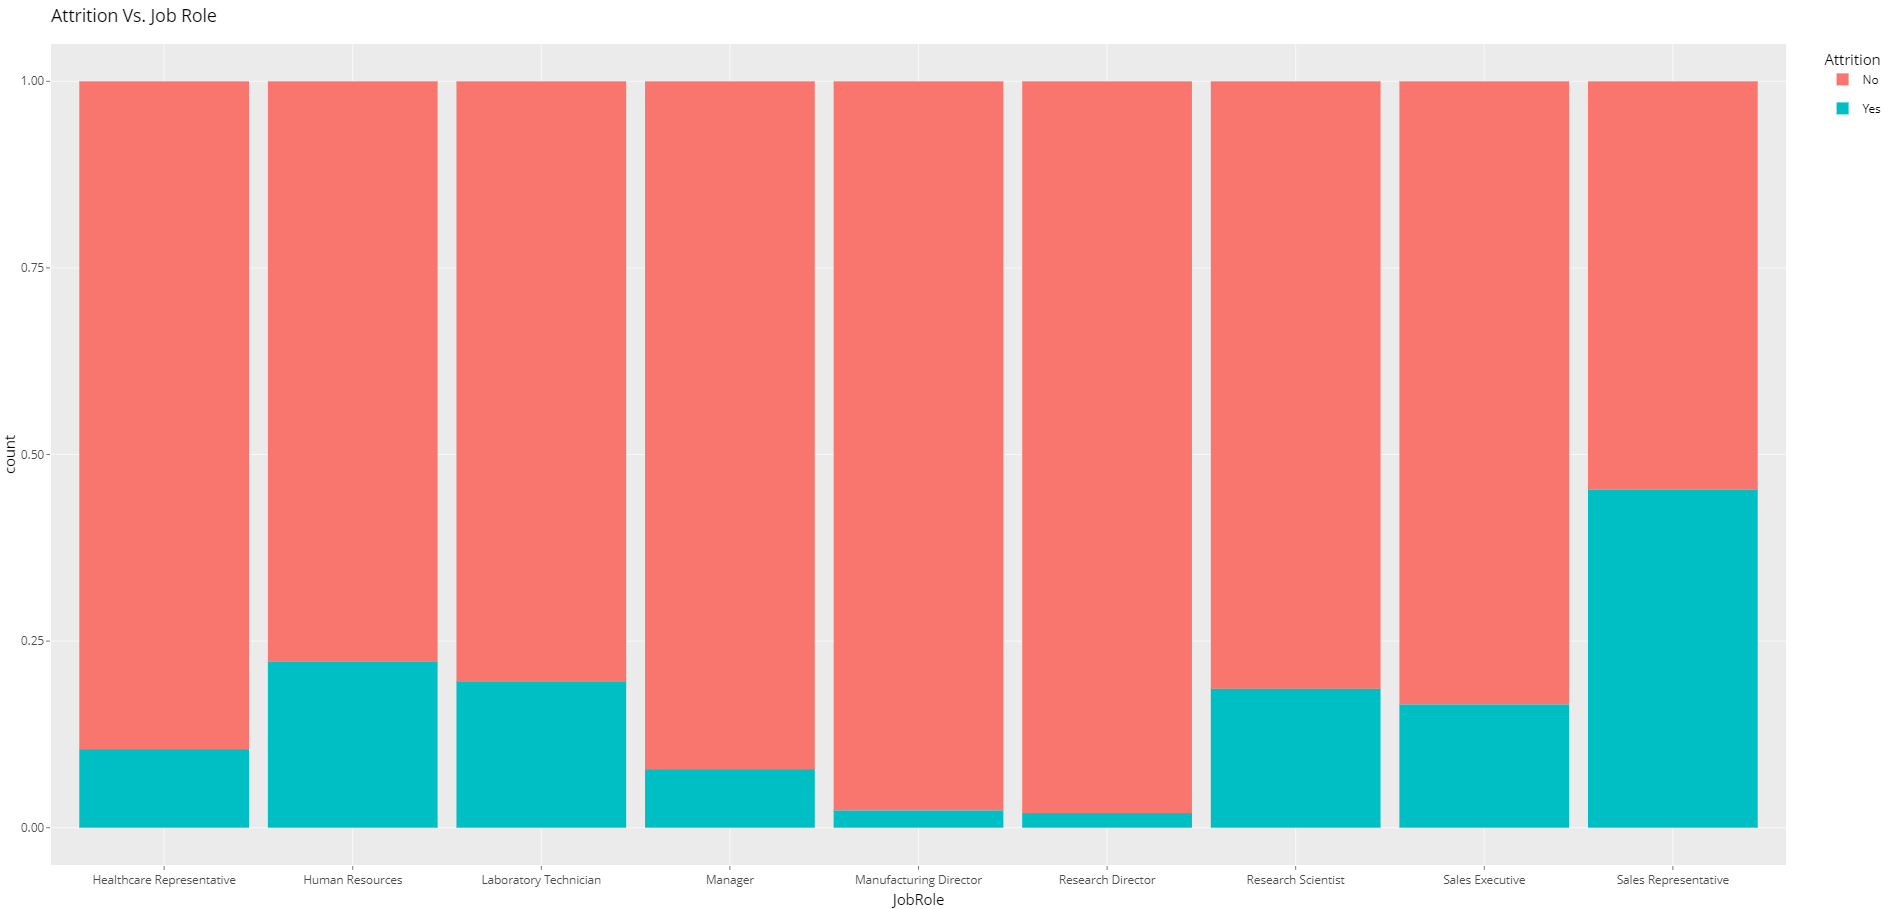 Attrition Vs. Job Role
Attrition
No
Yes
1.00
0.75
0.50
0.25
0.00
count
Healthcare Representative
Human Resources
Laboratory Technician
Manager
Manufacturing Director
Research Director
Research Scientist
Sales Executive
Sales Representative
JobRole